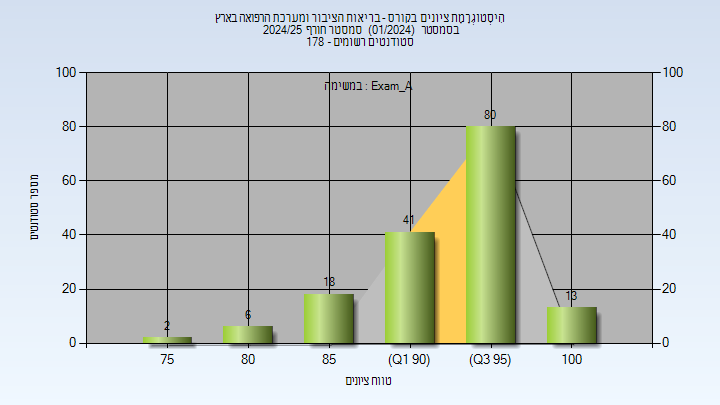 הִיסְטוֹגְרָמַת ציונים בקורס - בריאות הציבור ומערכת הרפואה בארץ
בסמסטר (01/2024) סמסטר חורף 2024/25
סטודנטים רשומים - 178
במשימה : Exam_A
מספר סטודנטים
100 100
80 80
60 60
40 40
20 20
0 0
2 6 18 41 80 13
75 80 85 (Q1 90) (Q3 95) 100
טווח ציונים